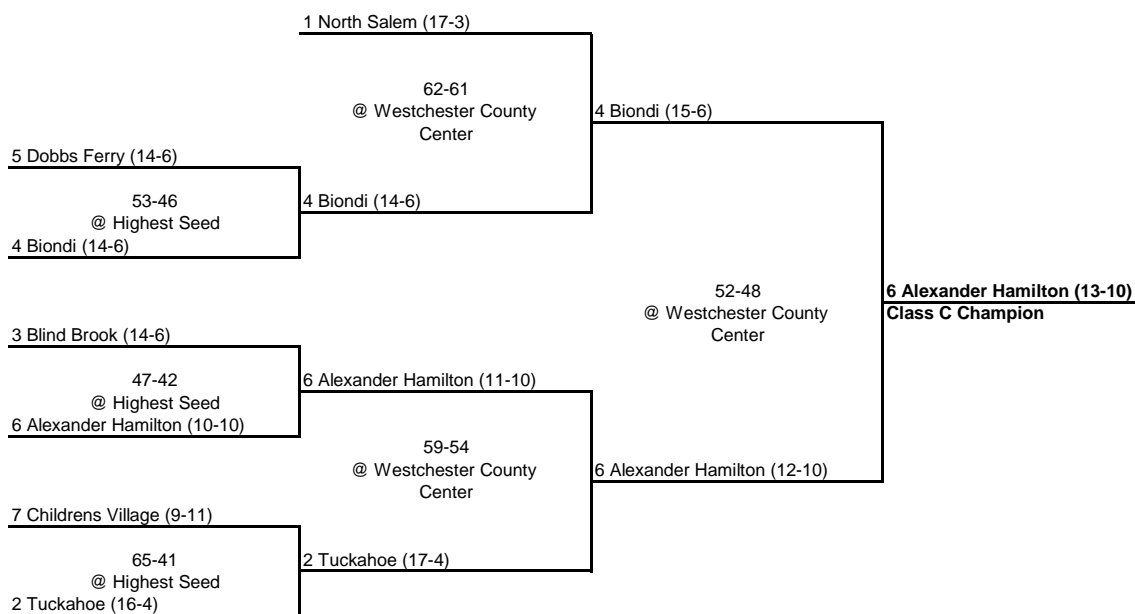 1 North Salem (17-3)
62-61
@ Westchester County
Center
4 Biondi (15-6)
5 Dobbs Ferry (14-6)
53-46
@ Highest Seed
4 Biondi (14-6)
4 Biondi (14-6)
52-48
@ Westchester County
Center
6 Alexander Hamilton (13-10)
Class C Champion
3 Blind Brook (14-6)
47-42
@ Highest Seed
6 Alexander Hamilton (11-10)
6 Alexander Hamilton (10-10)
59-54
@ Westchester County
Center
6 Alexander Hamilton (12-10)
7 Childrens Village (9-11)
65-41
@ Highest Seed
2 Tuckahoe (17-4)
2 Tuckahoe (16-4)